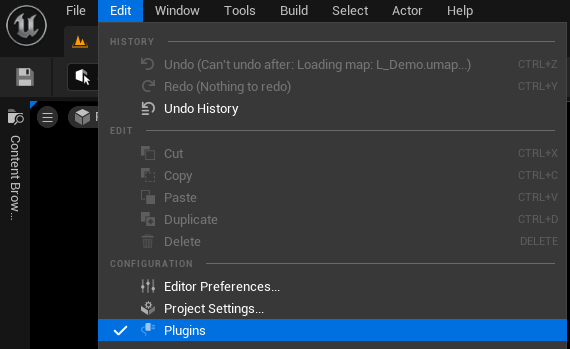 File Edit Window Tools Build Select Actor Help
HISTORY
Undo (Can't undo after: Loading map: L_Demo.umap...) CTRL+Z
Redo (Nothing to redo) CTRL+Y
Undo History
EDIT
Cut CTRL+X
Copy CTRL+C
Paste CTRL+V
Duplicate CTRL+D
Delete DELETE
CONFIGURATION
Editor Preferences...
Project Settings...
Plugins
Content Brow...